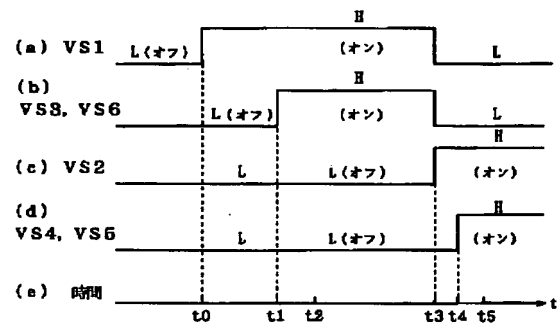 H
(a) VS1 L(オフ) (オン) L
H
(b)
VS3, VS6 L(オフ) (オン) L
H
(c) VS2 L L(オフ) (オン)
H
(d)
VS4, VS5 L L(オフ) (オン)
(e) 時間 t
t0 t1 t2 t3 t4 t5